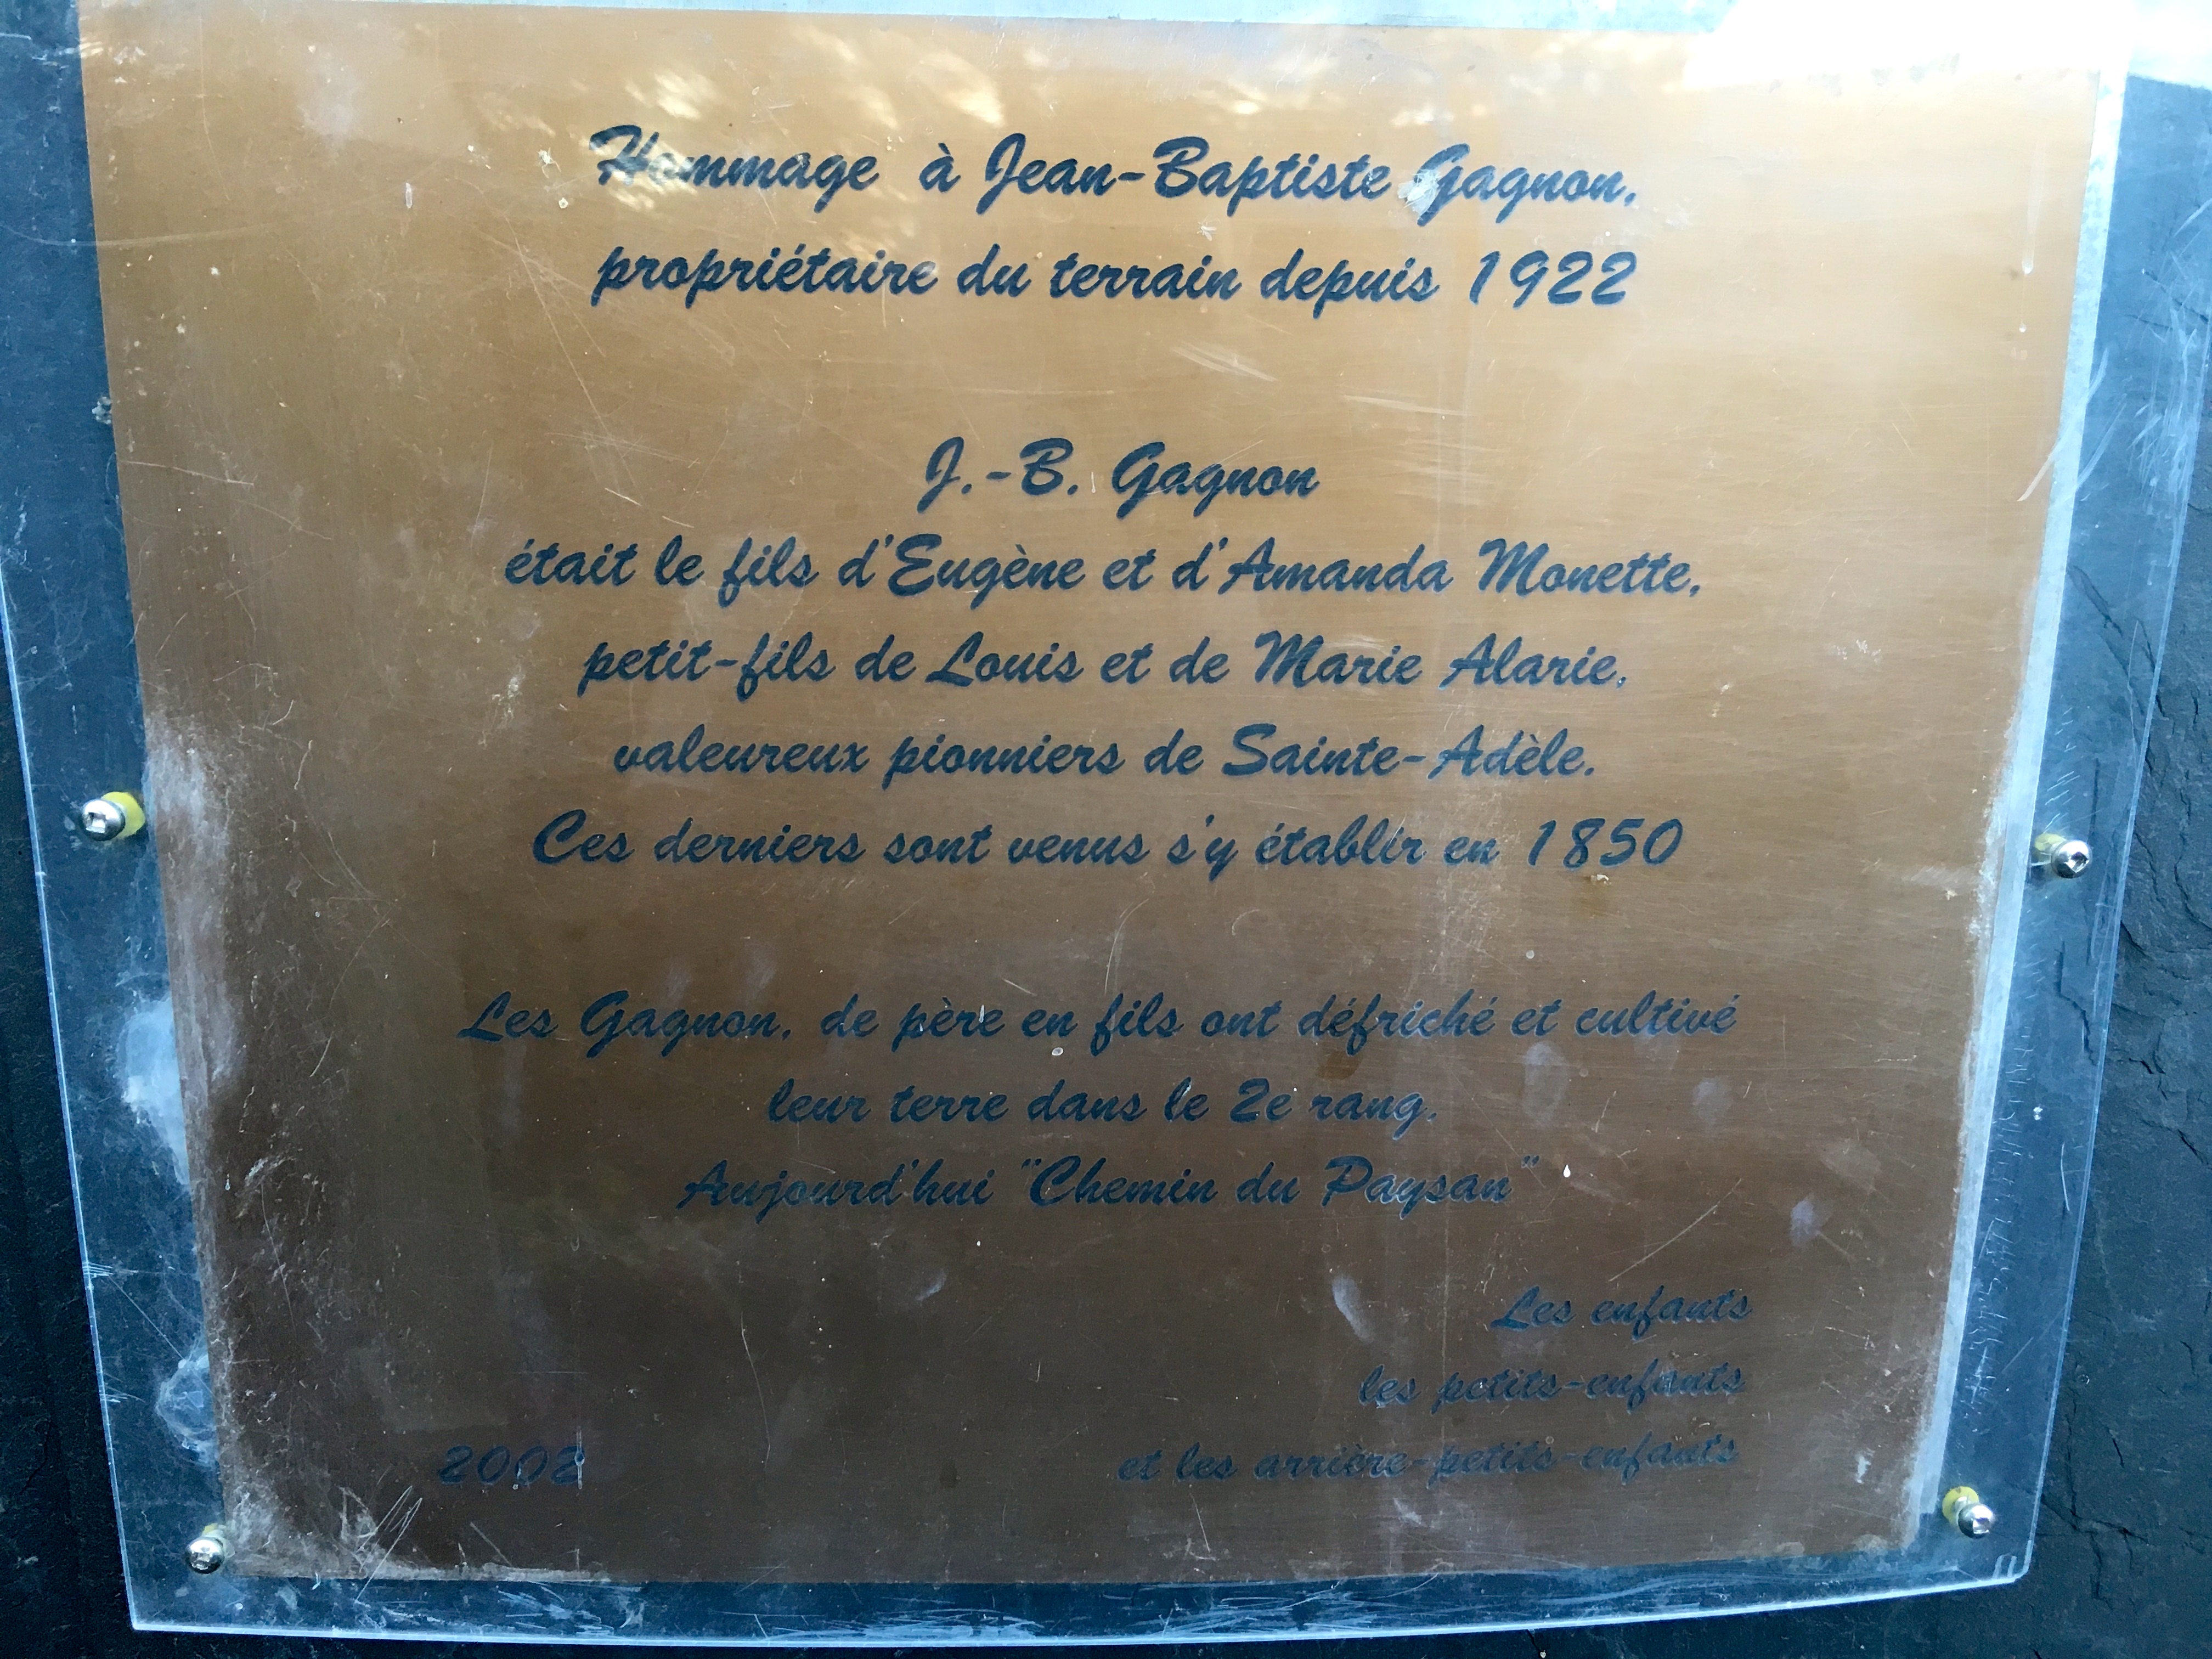 Hommage à Jean-Baptiste Gagnon,
propriétaire du terrain depuis 1922
J.-B. Gagnon
était le fils d'Eugène et d'Amanda Monette,
petit-fils de Louis et de Marie Alarie,
valeureux pionniers de Sainte-Adèle.
Ces derniers sont venus s'y établir en 1850
Les Gagnon, de père en fils ont défriché et cultivé
leur terre dans le 2e rang.
Aujourd'hui "Chemin du Paysan"
Les enfants
les petits-enfants
2002 et les arrière-petits-enfants